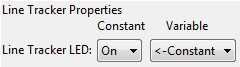 Line Tracker Properties
Constant Variable
Line Tracker LED: On <-Constant